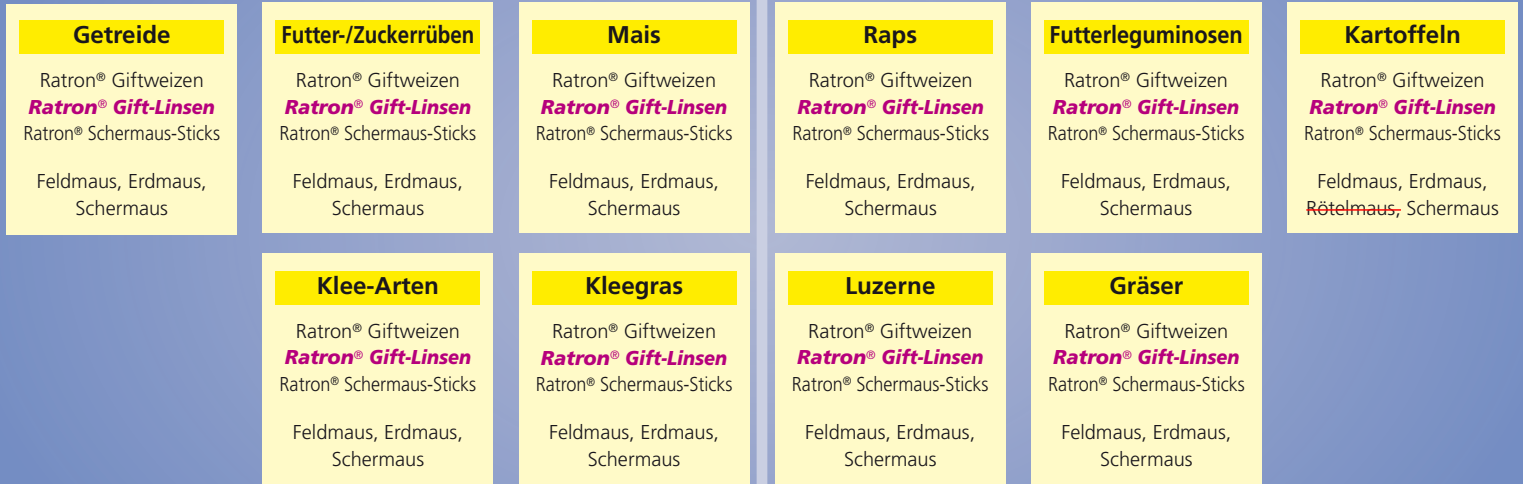 Getreide
Ratron® Giftweizen
Ratron® Gift-Linsen
Ratron® Schermaus-Sticks
Feldmaus, Erdmaus,
Schermaus
Futter-/Zuckerrüben
Ratron® Giftweizen
Ratron® Gift-Linsen
Ratron® Schermaus-Sticks
Feldmaus, Erdmaus,
Schermaus
Mais
Ratron® Giftweizen
Ratron® Gift-Linsen
Ratron® Schermaus-Sticks
Feldmaus, Erdmaus,
Schermaus
Raps
Ratron® Giftweizen
Ratron® Gift-Linsen
Ratron® Schermaus-Sticks
Feldmaus, Erdmaus,
Schermaus
Futterleguminosen
Ratron® Giftweizen
Ratron® Gift-Linsen
Ratron® Schermaus-Sticks
Feldmaus, Erdmaus,
Schermaus
Kartoffeln
Ratron® Giftweizen
Ratron® Gift-Linsen
Ratron® Schermaus-Sticks
Feldmaus, Erdmaus,
Rötelmaus, Schermaus
Klee-Arten
Ratron® Giftweizen
Ratron® Gift-Linsen
Ratron® Schermaus-Sticks
Feldmaus, Erdmaus,
Schermaus
Kleegras
Ratron® Giftweizen
Ratron® Gift-Linsen
Ratron® Schermaus-Sticks
Feldmaus, Erdmaus,
Schermaus
Luzerne
Ratron® Giftweizen
Ratron® Gift-Linsen
Ratron® Schermaus-Sticks
Feldmaus, Erdmaus,
Schermaus
Gräser
Ratron® Giftweizen
Ratron® Gift-Linsen
Ratron® Schermaus-Sticks
Feldmaus, Erdmaus,
Schermaus